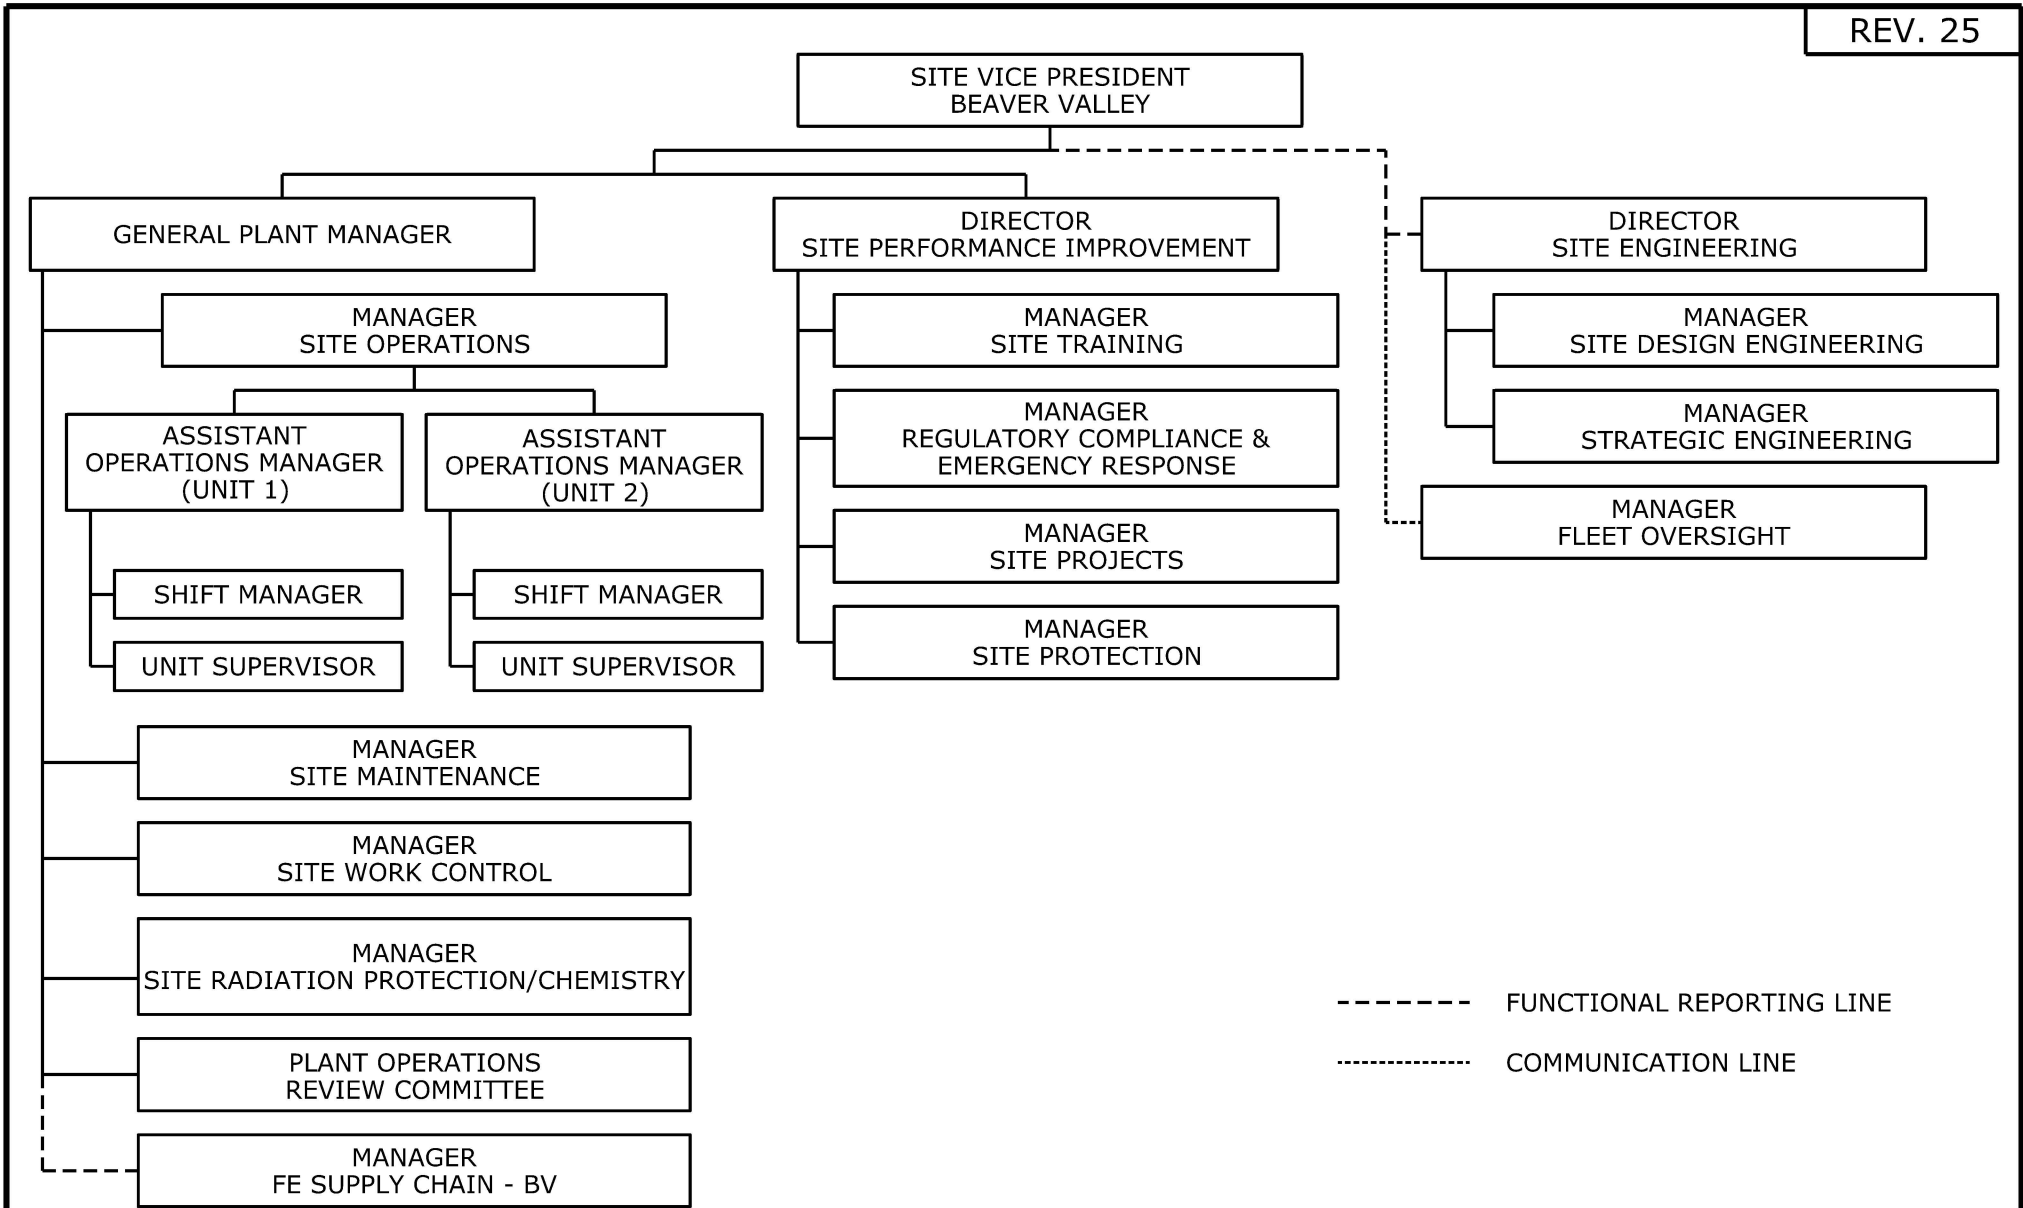 REV. 25
SITE VICE PRESIDENT
BEAVER VALLEY
GENERAL PLANT MANAGER
DIRECTOR
SITE PERFORMANCE IMPROVEMENT
DIRECTOR
SITE ENGINEERING
MANAGER
SITE OPERATIONS
ASSISTANT
OPERATIONS MANAGER
(UNIT 1)
SHIFT MANAGER
UNIT SUPERVISOR
ASSISTANT
OPERATIONS MANAGER
(UNIT 2)
SHIFT MANAGER
UNIT SUPERVISOR
MANAGER
SITE MAINTENANCE
MANAGER
SITE WORK CONTROL
MANAGER
SITE RADIATION PROTECTION/CHEMISTRY
PLANT OPERATIONS
REVIEW COMMITTEE
MANAGER
FE SUPPLY CHAIN - BV
MANAGER
SITE TRAINING
MANAGER
REGULATORY COMPLIANCE &
EMERGENCY RESPONSE
MANAGER
SITE PROJECTS
MANAGER
SITE PROTECTION
MANAGER
SITE DESIGN ENGINEERING
MANAGER
STRATEGIC ENGINEERING
MANAGER
FLEET OVERSIGHT
FUNCTIONAL REPORTING LINE
COMMUNICATION LINE